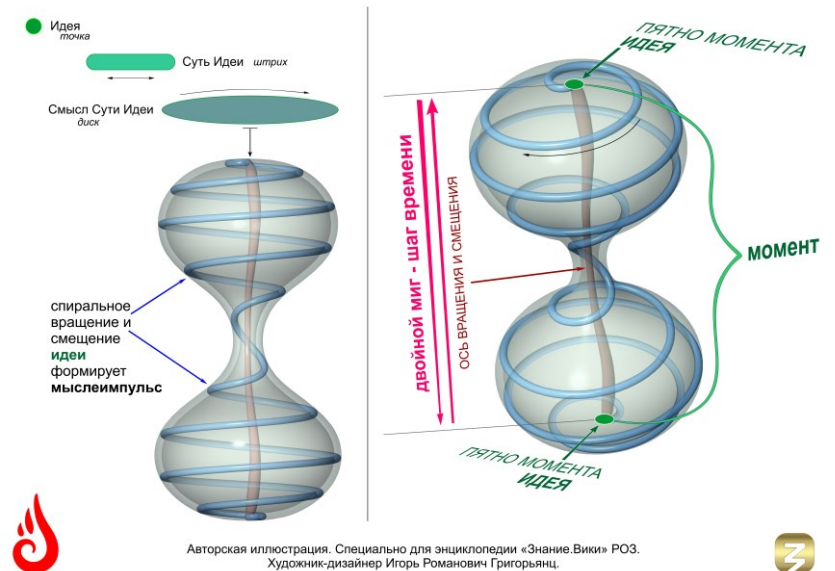 Идея
точка
Суть Идеи штрих
Смысл Сути Идеи
диск
спиральное
вращение и
смещение
идеи
формирует
мыслеимпульс
ПЯТНО МОМЕНТА
ИДЕЯ
двойной миг - шаг времени
ОСЬ ВРАЩЕНИЯ И СМЕЩЕНИЯ
момент
ПЯТНО МОМЕНТА
ИДЕЯ
Авторская иллюстрация. Специально для энциклопедии «Знание.Вики» РОЗ.
Художник-дизайнер Игорь Романович Григорьянц.